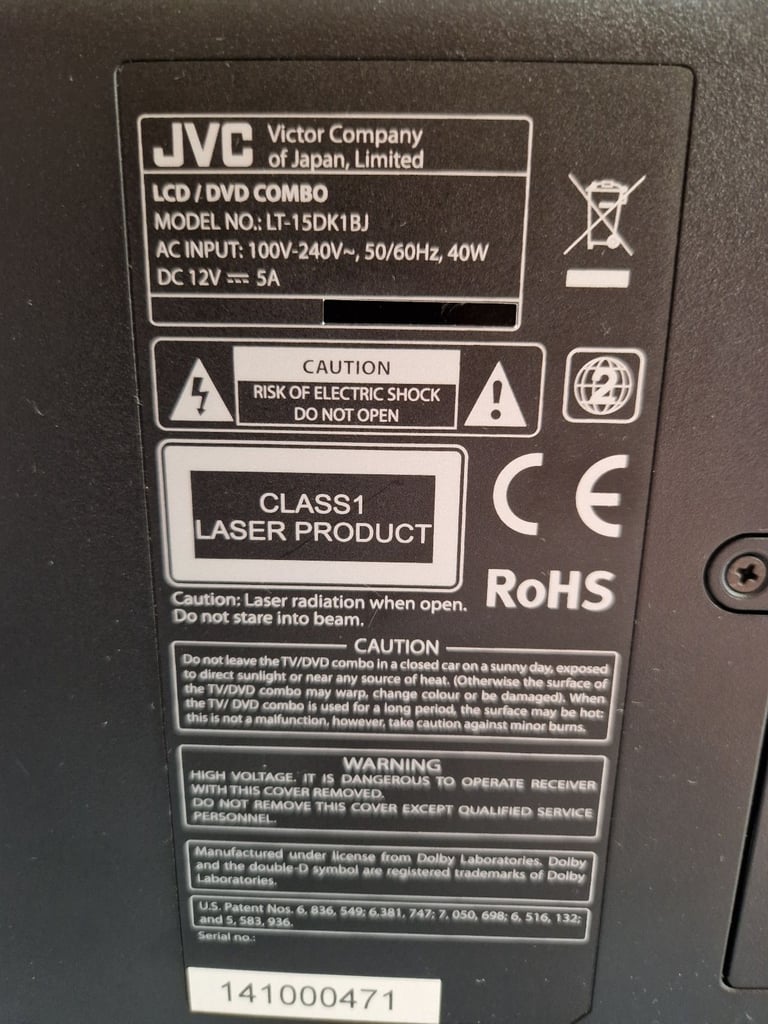 JVC Victor Company
of Japan, Limited
LCD / DVD COMBO
MODEL NO.: LT-15DK1BJ
AC INPUT: 100V-240V~, 50/60Hz, 40W
DC 12V ⎓ 5A
CAUTION
RISK OF ELECTRIC SHOCK
DO NOT OPEN
2
CLASS1
LASER PRODUCT
CE
RoHS
Caution: Laser radiation when open.
Do not stare into beam.
CAUTION
Do not leave the TV/DVD combo in a closed car on a sunny day, exposed
to direct sunlight or near any source of heat. (Otherwise the surface of
the TV/DVD combo may warp, change colour or be damaged). When
the TV/ DVD combo is used for a long period, the surface may be hot;
this is not a malfunction, however, take caution against minor burns.
WARNING
HIGH VOLTAGE. IT IS DANGEROUS TO OPERATE RECEIVER
WITH THIS COVER REMOVED.
DO NOT REMOVE THIS COVER EXCEPT QUALIFIED SERVICE
PERSONNEL.
Manufactured under license from Dolby Laboratories. Dolby
and the double-D symbol are registered trademarks of Dolby
Laboratories.
U.S. Patent Nos. 6, 836, 549; 6,381, 747; 7, 050, 698; 6, 516, 132;
and 5, 583, 936.
Serial no.:
141000471